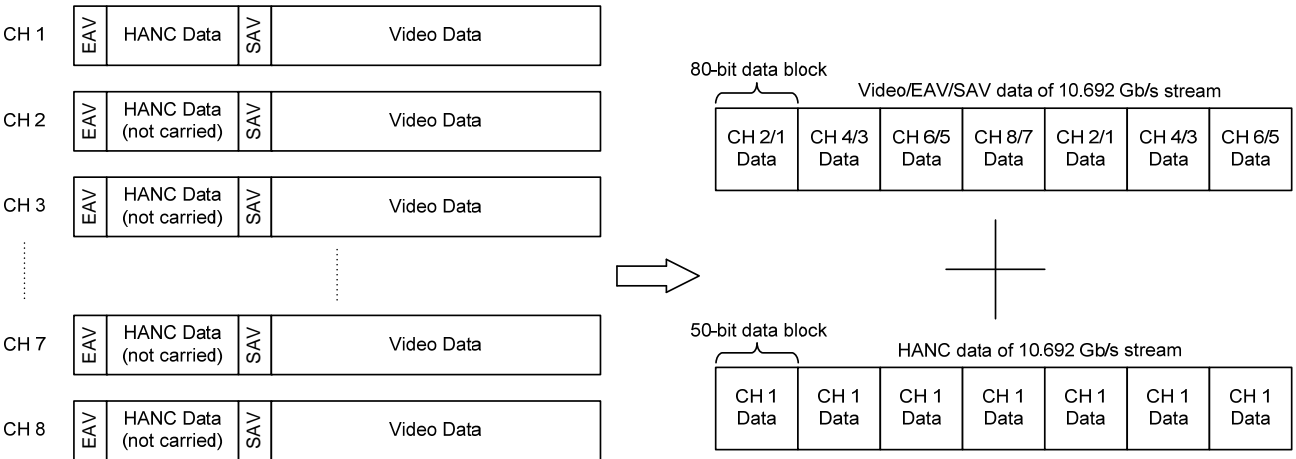 CH 1
EAV
HANC Data
SAV
Video Data
CH 2
EAV
HANC Data
(not carried)
SAV
Video Data
CH 3
EAV
HANC Data
(not carried)
SAV
Video Data
CH 7
EAV
HANC Data
(not carried)
SAV
Video Data
CH 8
EAV
HANC Data
(not carried)
SAV
Video Data
80-bit data block
Video/EAV/SAV data of 10.692 Gb/s stream
CH 2/1
Data
CH 4/3
Data
CH 6/5
Data
CH 8/7
Data
CH 2/1
Data
CH 4/3
Data
CH 6/5
Data
50-bit data block
HANC data of 10.692 Gb/s stream
CH 1
Data
CH 1
Data
CH 1
Data
CH 1
Data
CH 1
Data
CH 1
Data
CH 1
Data